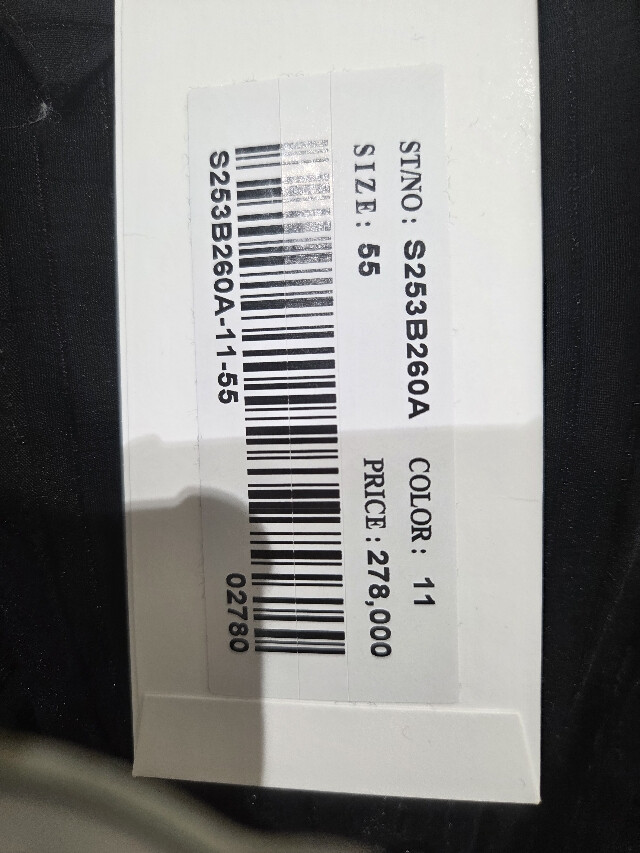 ST/NO: S253B260A COLOR: 11
SIZE: 55 PRICE: 278,000
S253B260A-11-55 02780